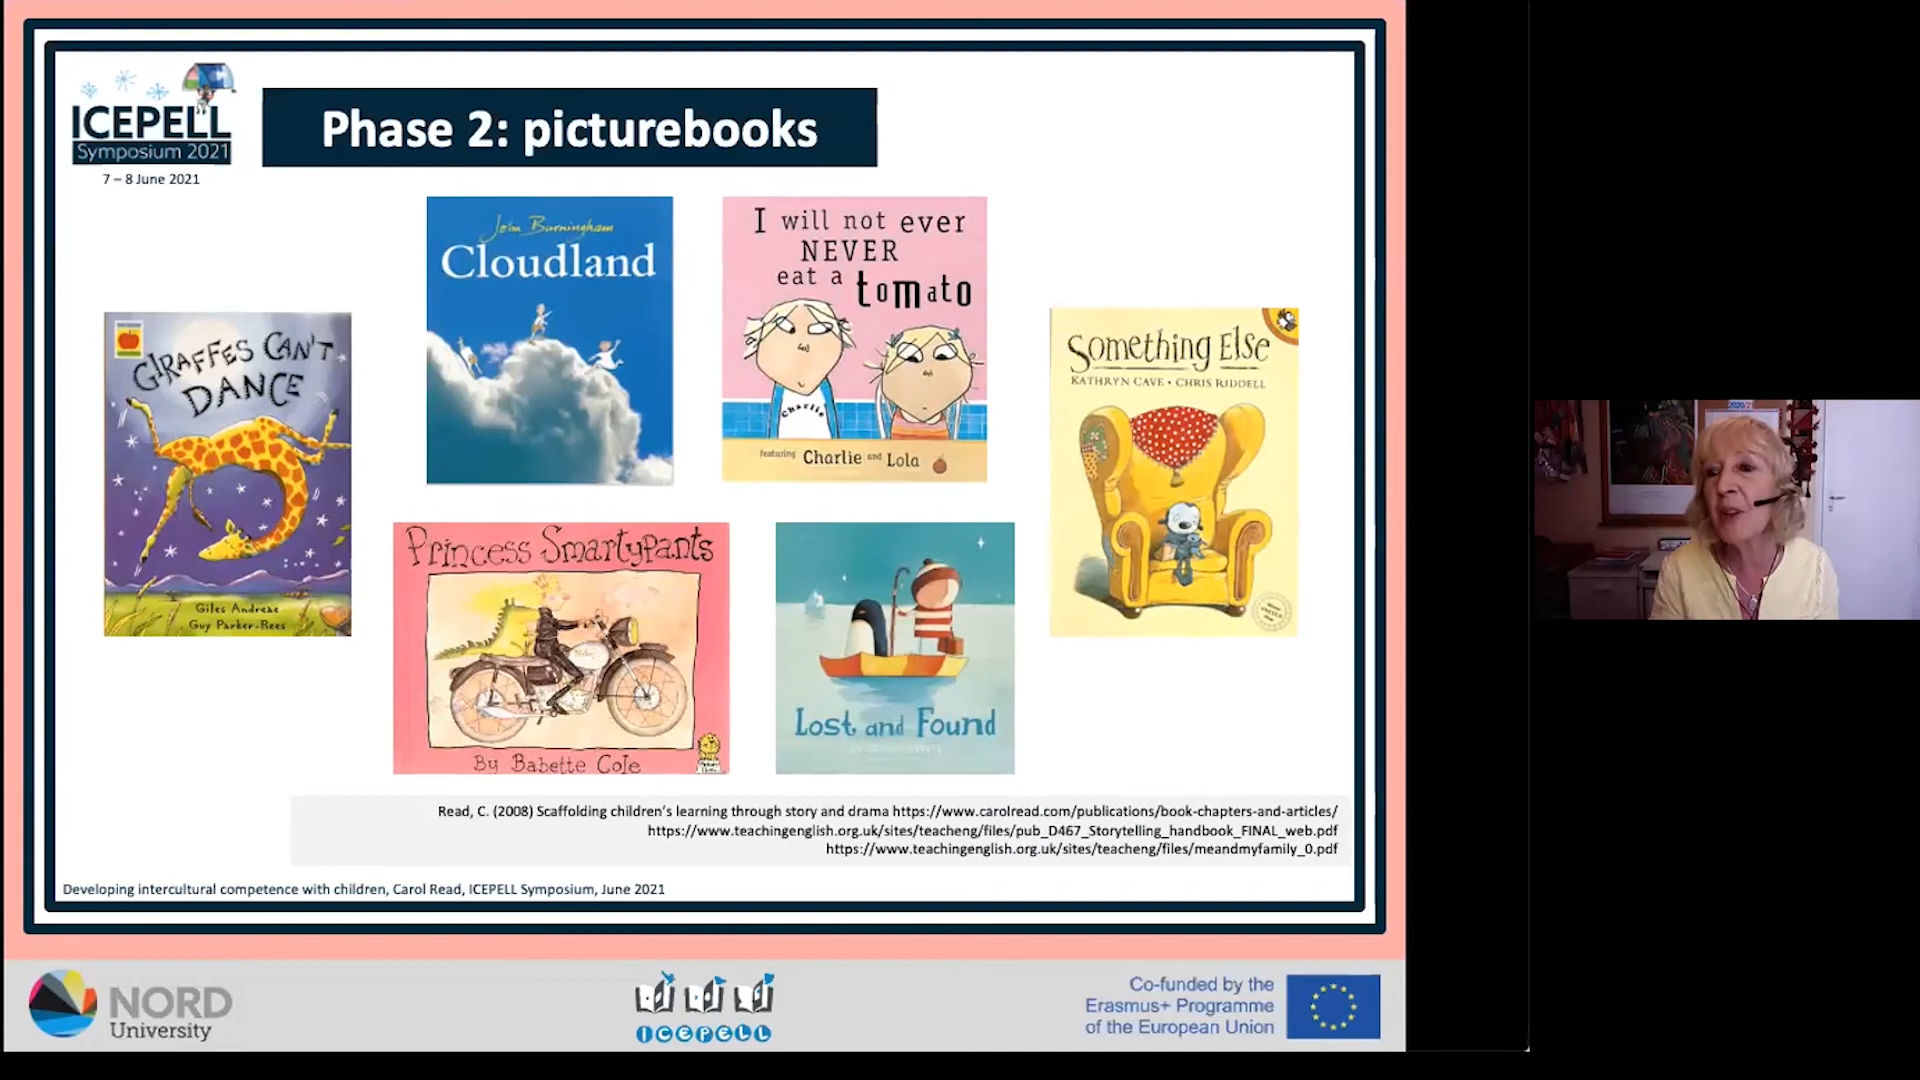 ICEPELL
Symposium 2021
7 – 8 June 2021
Phase 2: picturebooks
GIRAFFES CAN'T
DANCE
Giles Andreae
Guy Parker-Rees
John Burningham
Cloudland
I will not ever
NEVER
eat a tomato
Charlie
featuring Charlie and Lola
SOMETHING ELSE
KATHRYN CAVE • CHRIS RIDDELL
Princess Smartypants
By Babette Cole
Lost and Found
Read, C. (2008) Scaffolding children's learning through story and drama https://www.carolread.com/publications/book-chapters-and-articles/
https://www.teachingenglish.org.uk/sites/teacheng/files/pub_D467_Storytelling_handbook_FINAL_web.pdf
https://www.teachingenglish.org.uk/sites/teacheng/files/meandmyfamily_0.pdf
Developing intercultural competence with children, Carol Read, ICEPELL Symposium, June 2021
NORD
University
ICEPELL
Co-funded by the
Erasmus+ Programme
of the European Union